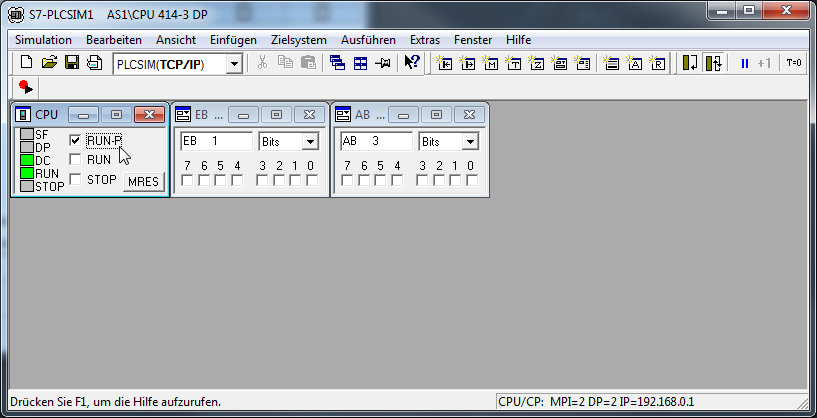 S7-PLCSIM1    AS1\CPU 414-3 DP
Simulation Bearbeiten Ansicht Einfügen Zielsystem Ausführen Extras Fenster Hilfe
PLCSIM(TCP/IP) +1 T=0
CPU
SF
DP
DC
RUN
STOP
RUN-P
RUN
STOP
MRES
EB ...
EB 1 Bits
7 6 5 4 3 2 1 0
AB ...
AB 3 Bits
7 6 5 4 3 2 1 0
Drücken Sie F1, um die Hilfe aufzurufen. CPU/CP: MPI=2 DP=2 IP=192.168.0.1